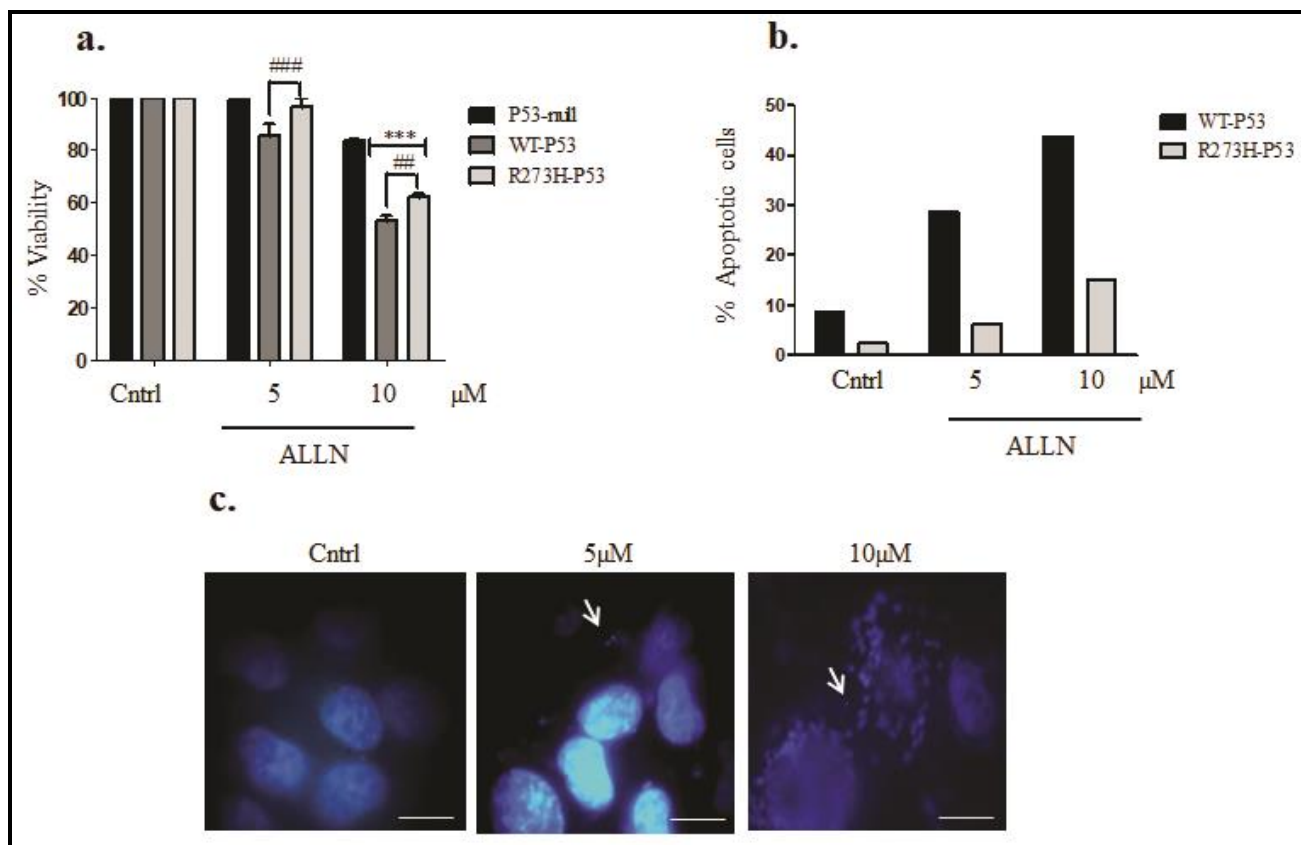 a.
###
100
80
60
40
20
0
% Viability
***
##
P53-null
WT-P53
R273H-P53
Cntrl 5 10 µM
ALLN
b.
50
40
30
20
10
0
% Apoptotic cells
WT-P53
R273H-P53
Cntrl 5 10 µM
ALLN
c.
Cntrl 5µM 10µM